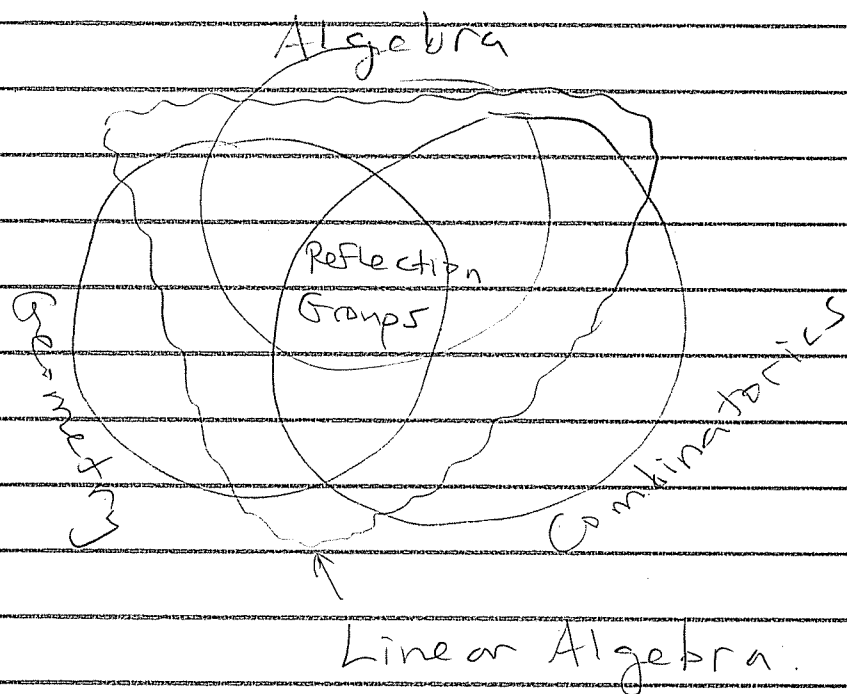 Algebra
Reflection
Groups
Geometry
Combinatorics
Linear Algebra.